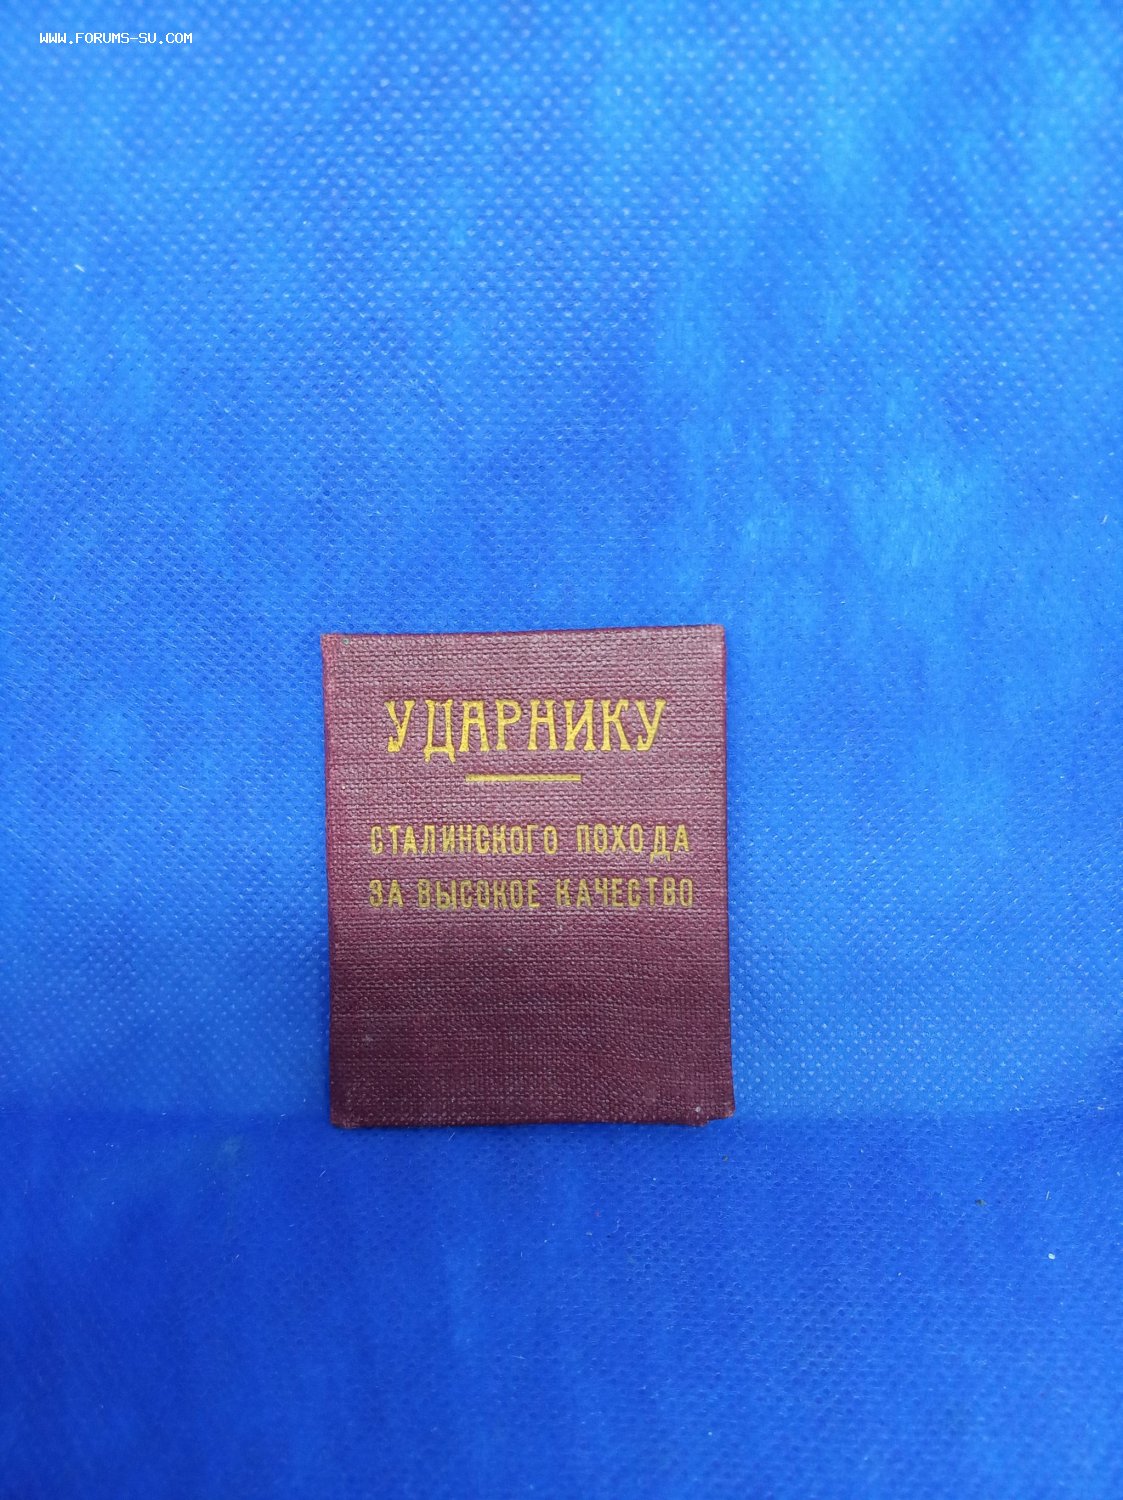 WWW.FORUMS-SU.COM
УДАРНИКУ
СТАЛИНСКОГО ПОХОДА
ЗА ВЫСОКОЕ КАЧЕСТВО